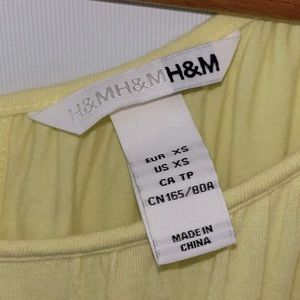 H&MH&MH&M
EUR XS
US XS
CA TP
CN165/80A
MADE IN
CHINA